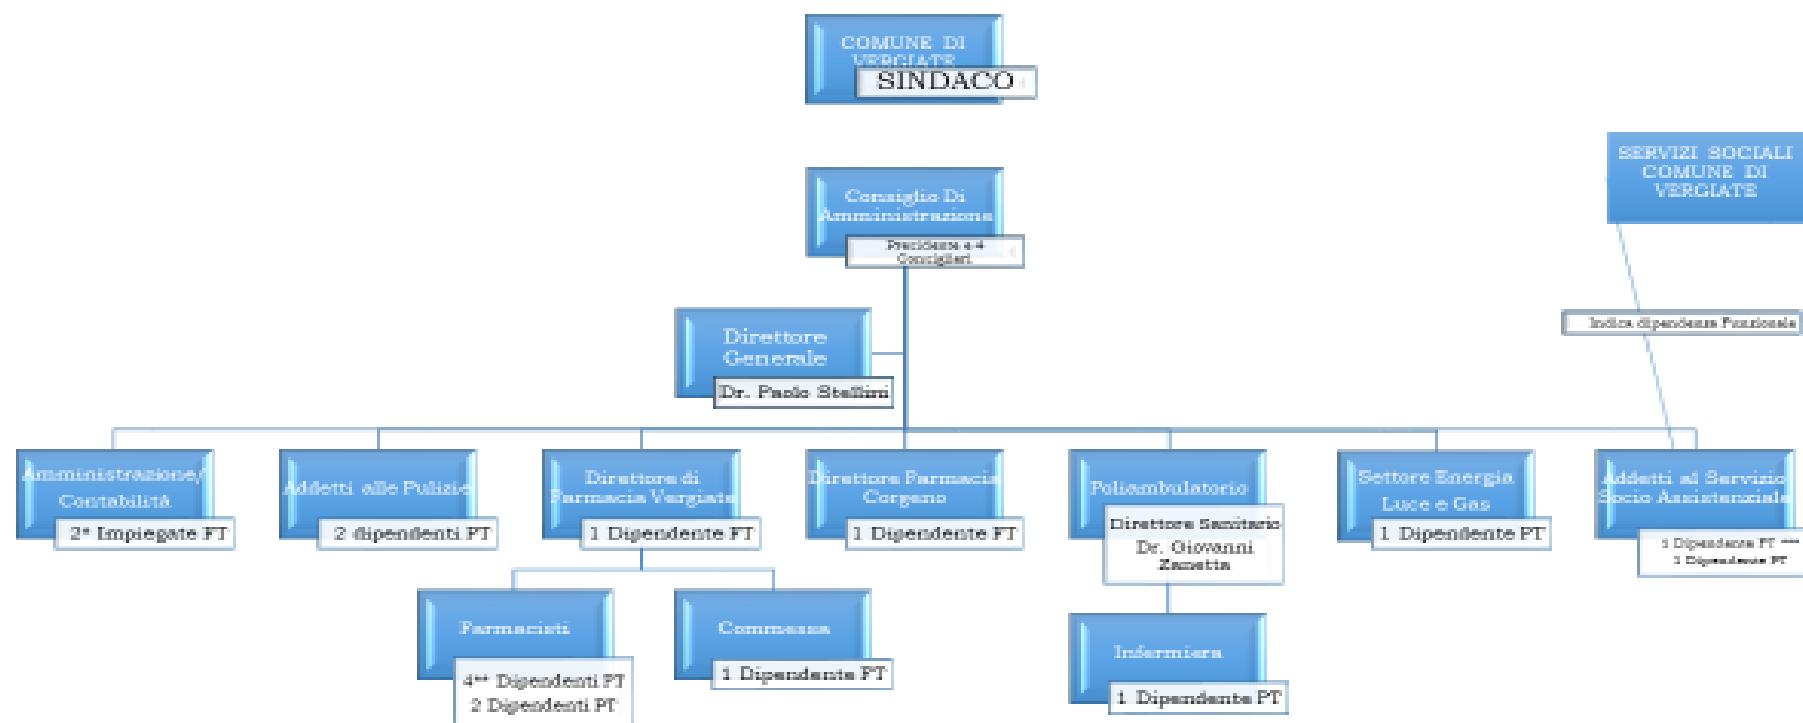 COMUNE DI
VERGIATE
SINDACO
SERVIZI SOCIALI
COMUNE DI
VERGIATE
Consiglio Di
Amministrazione
Presidente e 4
Consiglieri
Indica dipendenza Funzionale
Direttore
Generale
Dr. Paolo Stellini
Amministrazione/
Contabilità
2* Impiegate FT
Addetti alle Pulizie
2 dipendenti PT
Direttore di
Farmacia Vergiate
1 Dipendente FT
Direttore Farmacia
Corgeno
1 Dipendente FT
Poliambulatorio
Direttore Sanitario
Dr. Giovanni
Zanetta
Settore Energia
Luce e Gas
1 Dipendente PT
Addetti al Servizio
Socio Assistenziale
1 Dipendente FT ***
1 Dipendente PT
Farmacisti
4** Dipendenti FT
2 Dipendenti PT
Commessa
1 Dipendente PT
Infermiera
1 Dipendente PT